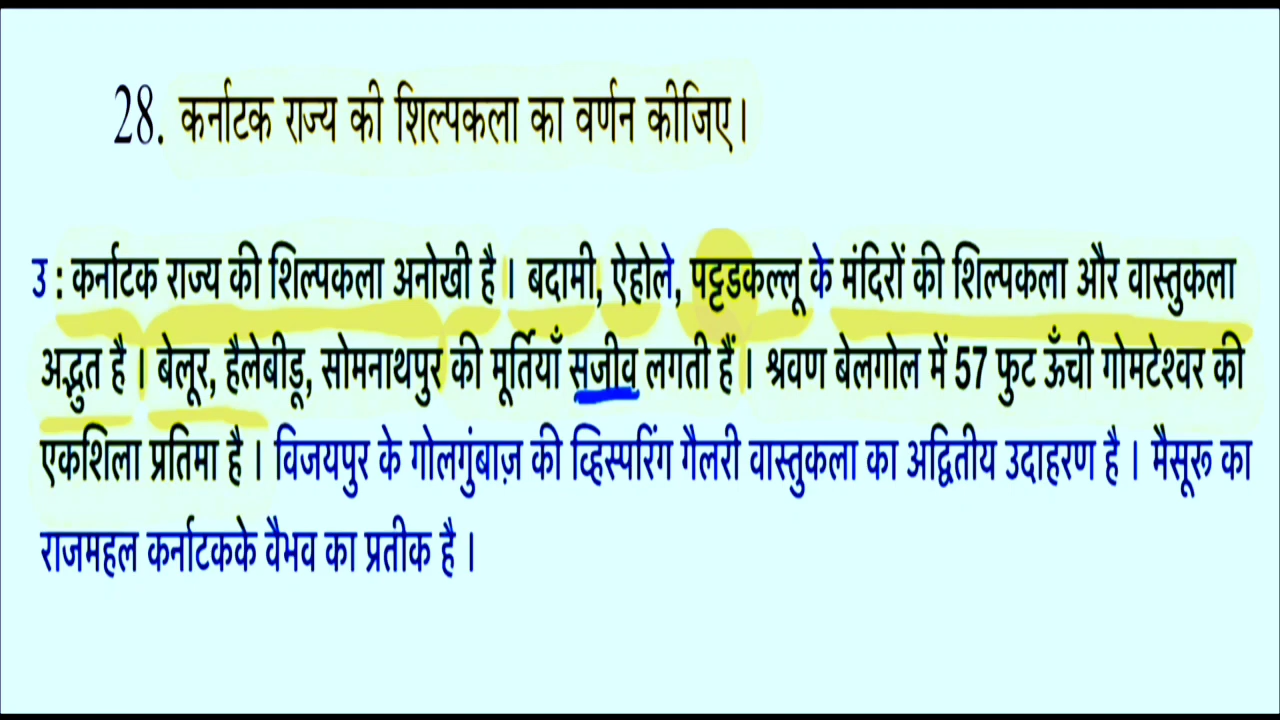 28. कर्नाटक राज्य की शिल्पकला का वर्णन कीजिए।
उ : कर्नाटक राज्य की शिल्पकला अनोखी है । बदामी, ऐहोले, पट्टडकल्लू के मंदिरों की शिल्पकला और वास्तुकला
अद्भुत है । बेलूर, हैलेबीडू, सोमनाथपुर की मूर्तियाँ सजीव लगती हैं । श्रवण बेलगोल में 57 फुट ऊँची गोमटेश्वर की
एकशिला प्रतिमा है । विजयपुर के गोलगुंबाज़ की व्हिस्परिंग गैलरी वास्तुकला का अद्वितीय उदाहरण है । मैसूरू का
राजमहल कर्नाटकके वैभव का प्रतीक है ।